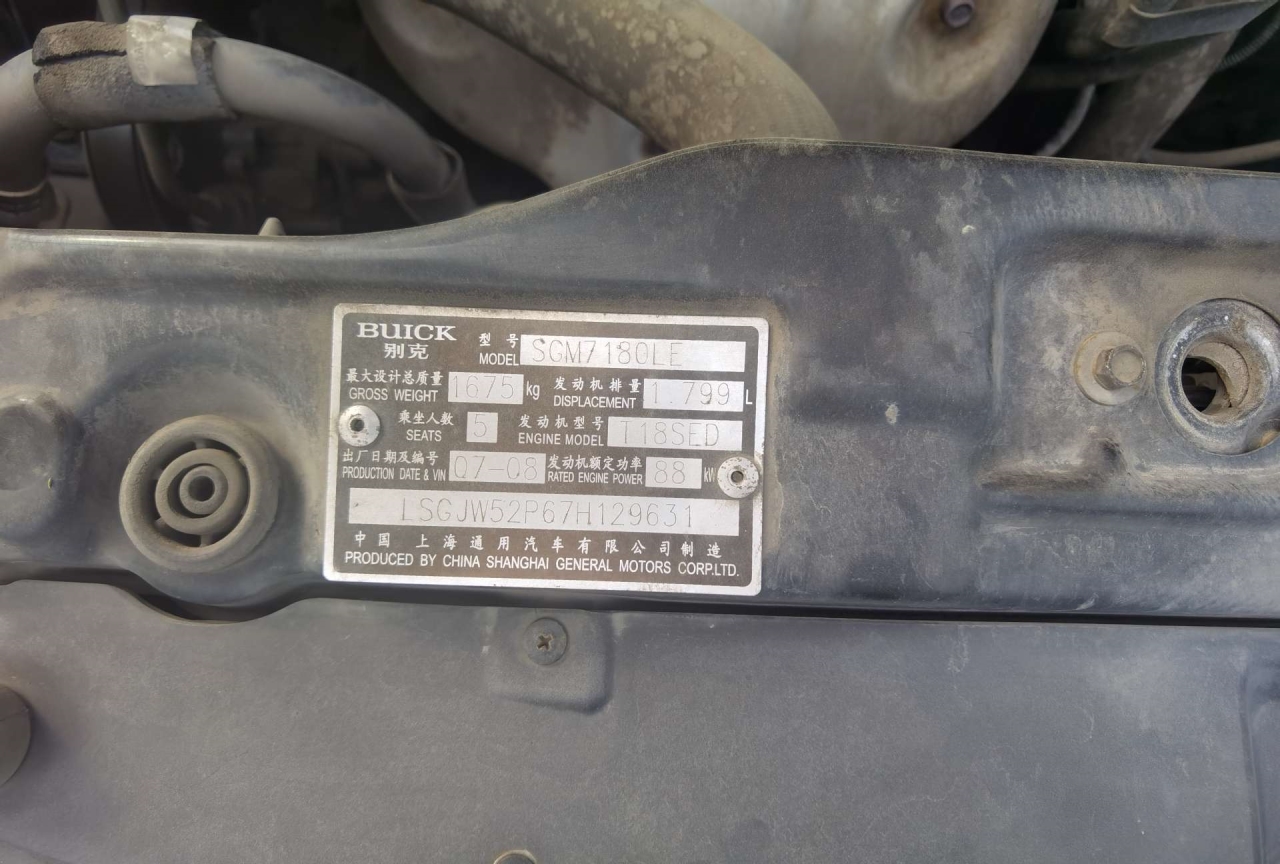 BUICK 型号 SGM7180LE
别克 MODEL
最大设计总质量 1675 kg 发动机排量 1.799 L
GROSS WEIGHT DISPLACEMENT
乘坐人数 5 发动机型号 T18SED
SEATS ENGINE MODEL
出厂日期及编号 07-08 发动机额定功率 88 kW
PRODUCTION DATE & VIN RATED ENGINE POWER
LSGJW52P67H129631
中国 上海通用汽车有限公司制造
PRODUCED BY CHINA SHANGHAI GENERAL MOTORS CORP.LTD.